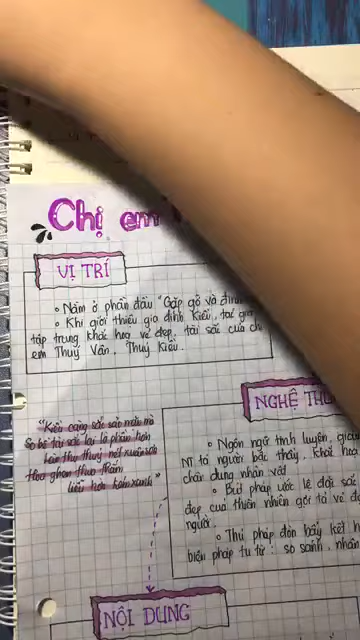 Chị em
VỊ TRÍ
Nằm ở phần đầu "Gặp gỡ và đính
Khi giới thiệu gia đình Kiều, tác giả
tập trung khắc hoạ vẻ đẹp, tài sắc của chị
em Thuý Vân, Thuý Kiều.
"Kiều càng sắc sảo mặn mà
So bề tài sắc lại là phần hơn
Làn thu thuỷ nét xuân sơn
Hoa ghen thua thắm
liễu hờn kém xanh"
NGHỆ THU
Ngôn ngữ tinh luyện, giàu
NT tả người bậc thầy, khắc hoạ
chân dung nhân vật
Bút pháp ước lệ đại sắc
đẹp của thiên nhiên gợi tả vẻ đẹ
người.
Thủ pháp đòn bẩy kết h
biện pháp tu từ: so sánh, nhân
NỘI DUNG